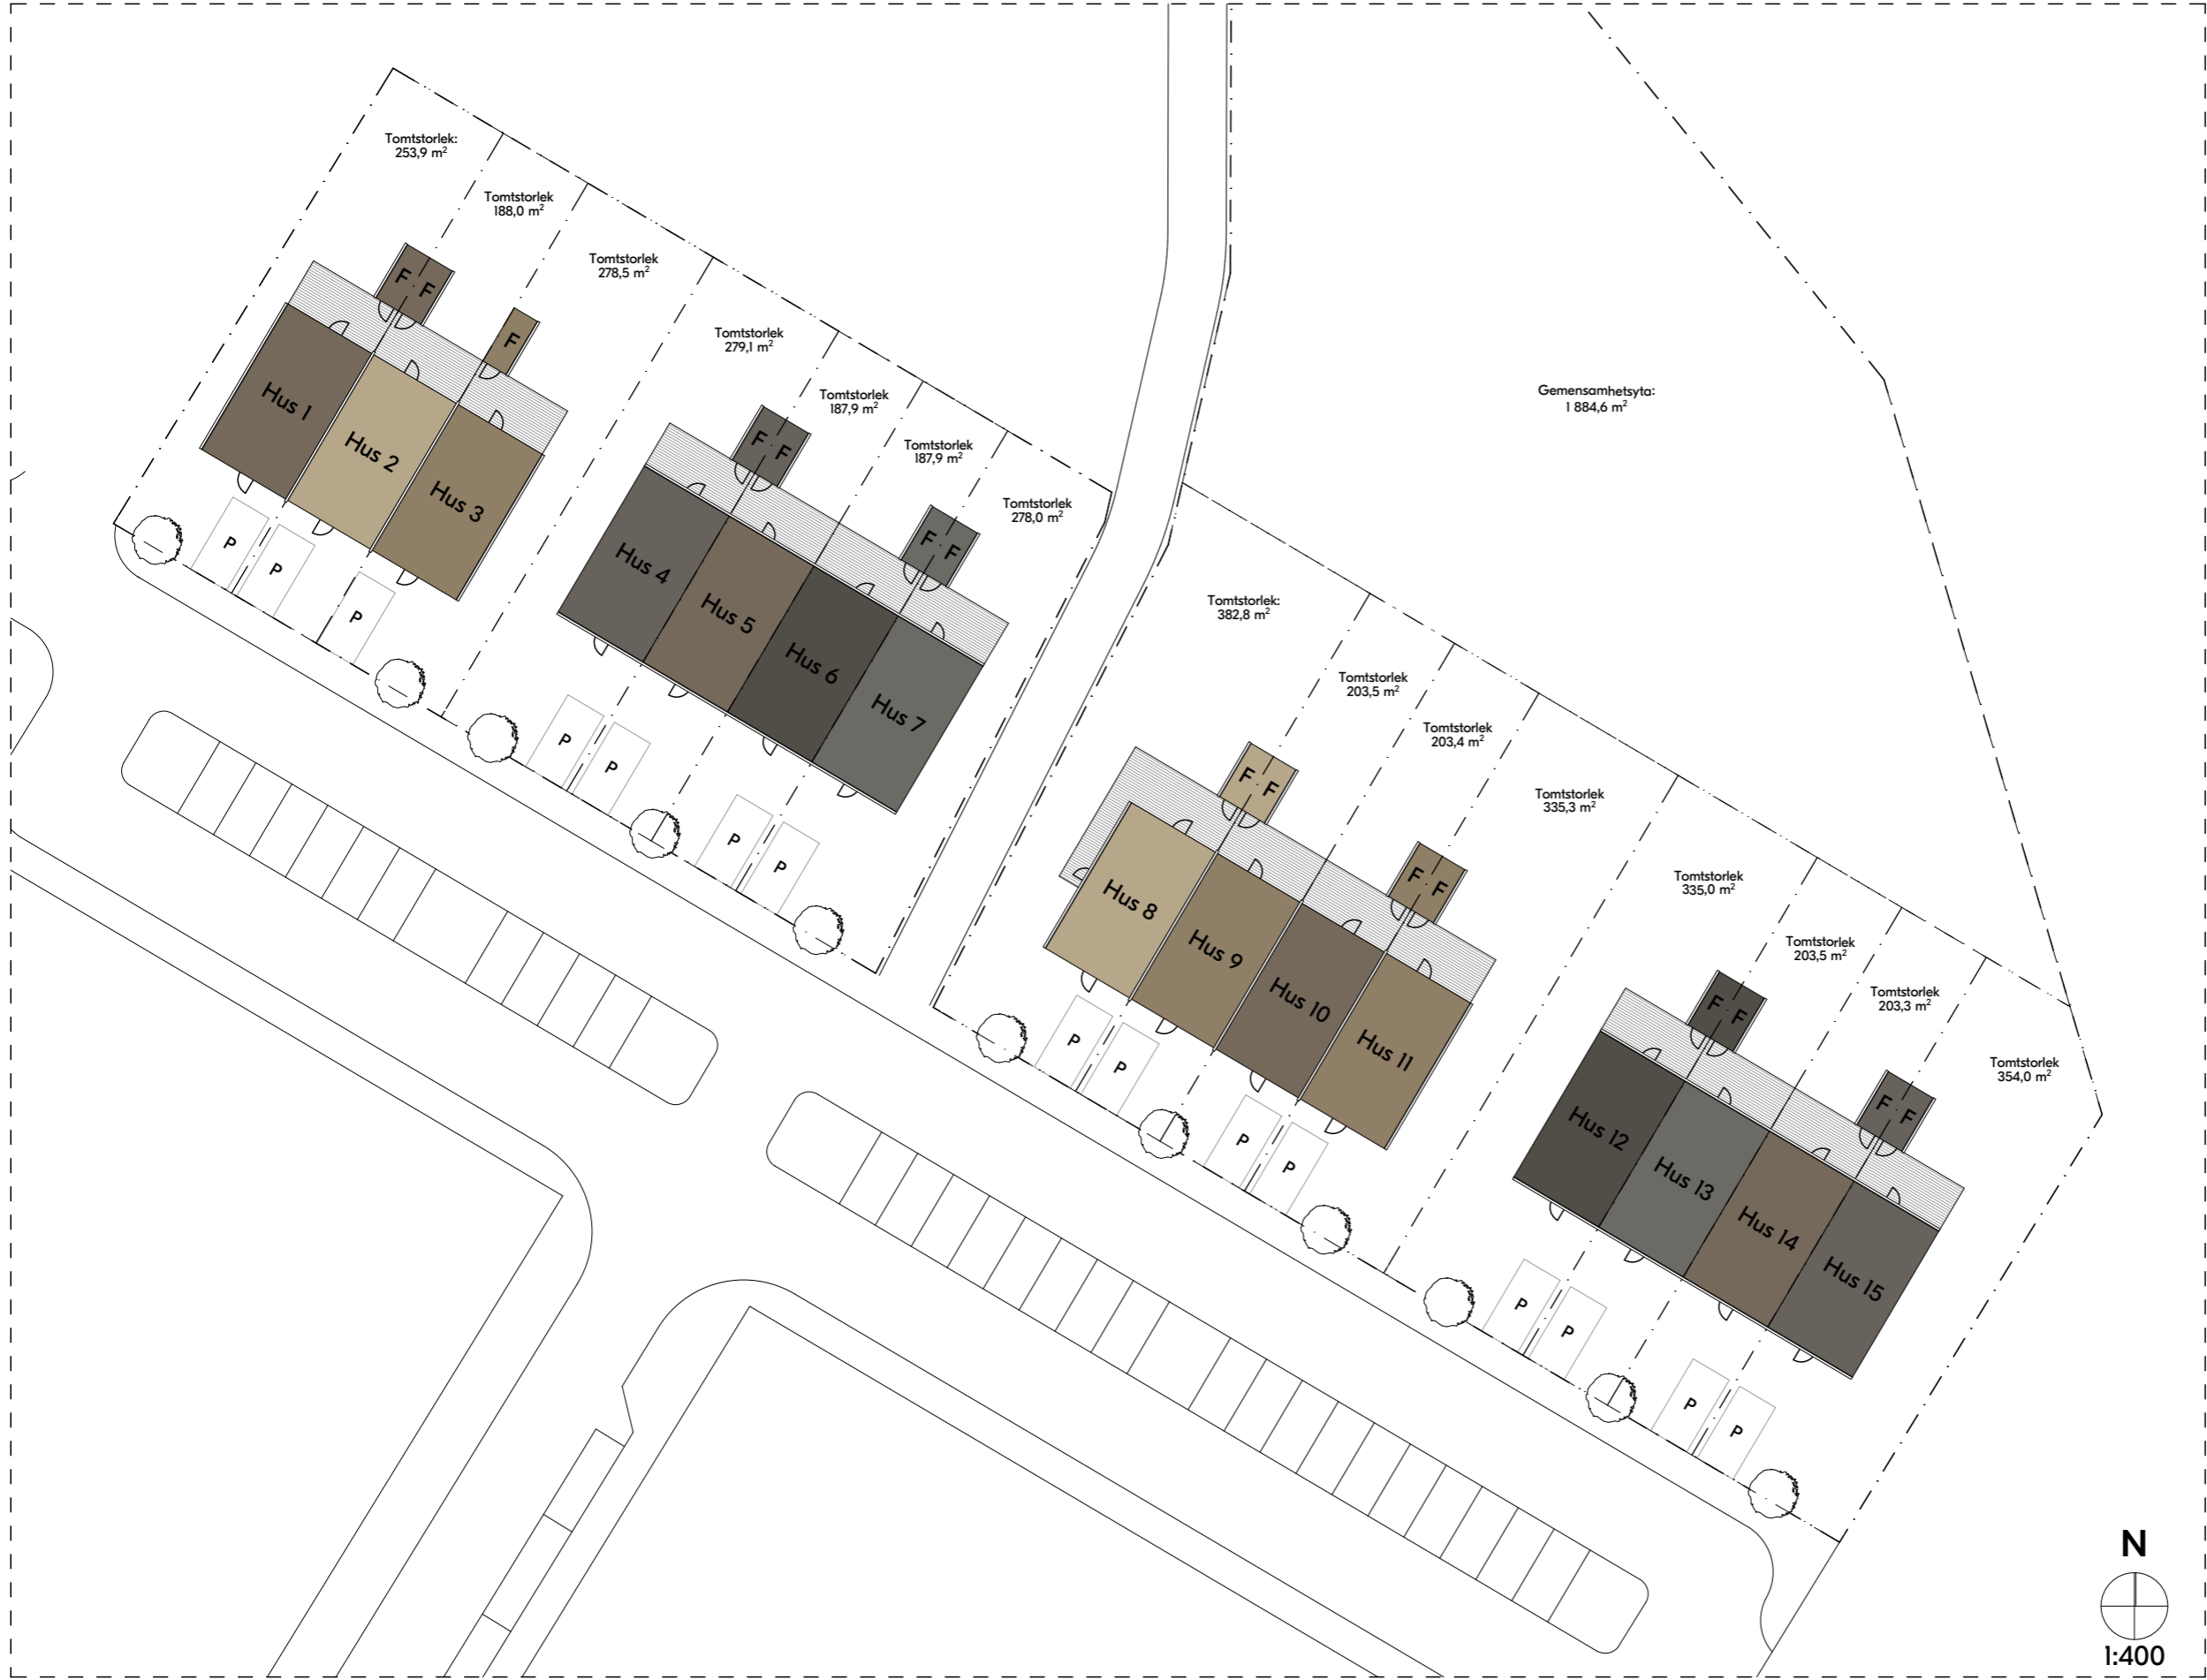 Tomtstorlek:
253,9 m²
Tomtstorlek
188,0 m²
Tomtstorlek
278,5 m²
Tomtstorlek
279,1 m²
Tomtstorlek
187,9 m²
Tomtstorlek
187,9 m²
Tomtstorlek
278,0 m²
Gemensamhetsyta:
1 884,6 m²
F F
F
Hus 1
Hus 2
Hus 3
P
P
P
F F
F F
Hus 4
Hus 5
Hus 6
Hus 7
P
P
P
P
Tomtstorlek:
382,8 m²
Tomtstorlek
203,5 m²
Tomtstorlek
203,4 m²
Tomtstorlek
335,3 m²
Tomtstorlek
335,0 m²
Tomtstorlek
203,5 m²
Tomtstorlek
203,3 m²
Tomtstorlek
354,0 m²
F F
F F
Hus 8
Hus 9
Hus 10
Hus 11
P
P
P
P
F F
F F
Hus 12
Hus 13
Hus 14
Hus 15
P
P
P
P
N
1:400